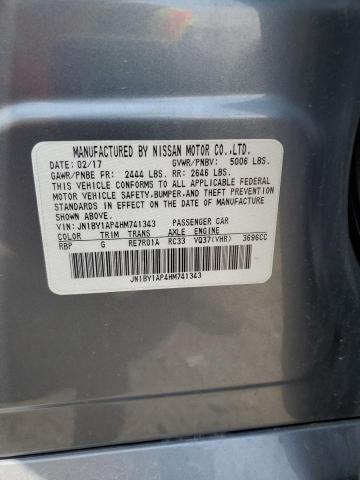 MANUFACTURED BY NISSAN MOTOR CO.,LTD.
DATE: 02/17 GVWR/PNBV: 5006 LBS.
GAWR/PNBE FR: 2444 LBS. RR: 2646 LBS.
THIS VEHICLE CONFORMS TO ALL APPLICABLE FEDERAL
MOTOR VEHICLE SAFETY,BUMPER,AND THEFT PREVENTION
STANDARDS IN EFFECT ON THE DATE OF MANUFACTURE
SHOWN ABOVE.
VIN: JN1BY1AP4HM741343 PASSENGER CAR
COLOR TRIM TRANS AXLE ENGINE
RBP G RE7R01A RC33 VQ37(VHR) 3696CC
JN1BY1AP4HM741343